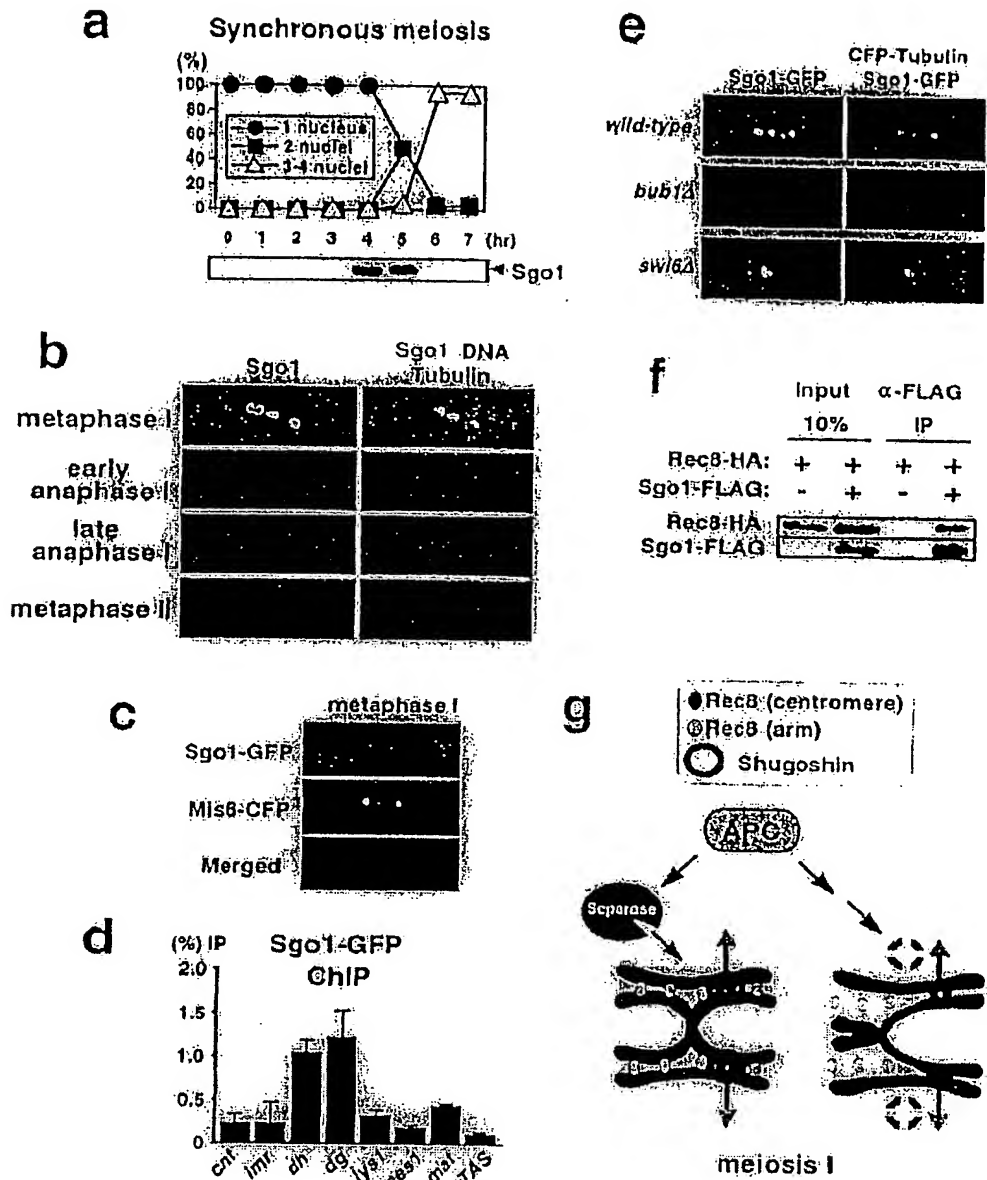 a
Synchronous meiosis
(%)
100
80
60
40
20
0
1 nucleus
2 nuclei
3-4 nuclei
0 1 2 3 4 5 6 7 (hr)
Sgo1
b
Sgo1
Sgo1 DNA
Tubulin
metaphase I
early
anaphase I
late
anaphase I
metaphase II
c
metaphase I
Sgo1-GFP
Mis6-CFP
Merged
d
(%) IP
Sgo1-GFP
ChIP
2.0
1.5
1.0
0.5
0
cnt imr dh dg lys1 mes1 mat TAS
e
Sgo1-GFP
CFP-Tubulin
Sgo1-GFP
wild-type
bub1Δ
swi6Δ
f
Input α-FLAG
10% IP
Rec8-HA: + + + +
Sgo1-FLAG: - + - +
Rec8-HA
Sgo1-FLAG
g
Rec8 (centromere)
Rec8 (arm)
Shugoshin
APC
Separase
meiosis I